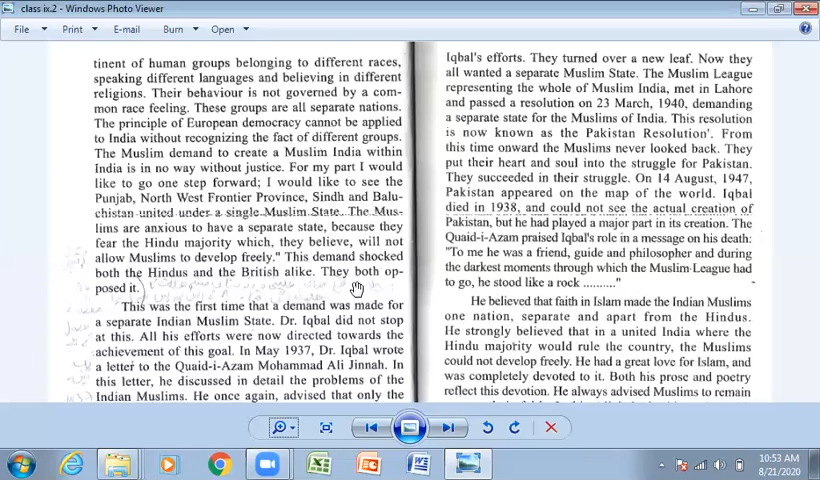 class ix.2 - Windows Photo Viewer
File Print E-mail Burn Open
tinent of human groups belonging to different races,
speaking different languages and believing in different
religions. Their behaviour is not governed by a com-
mon race feeling. These groups are all separate nations.
The principle of European democracy cannot be applied
to India without recognizing the fact of different groups.
The Muslim demand to create a Muslim India within
India is in no way without justice. For my part I would
like to go one step forward; I would like to see the
Punjab, North West Frontier Province, Sindh and Balu-
chistan united under a single Muslim State. The Mus-
lims are anxious to have a separate state, because they
fear the Hindu majority which, they believe, will not
allow Muslims to develop freely." This demand shocked
both the Hindus and the British alike. They both op-
posed it.
This was the first time that a demand was made for
a separate Indian Muslim State. Dr. Iqbal did not stop
at this. All his efforts were now directed towards the
achievement of this goal. In May 1937, Dr. Iqbal wrote
a letter to the Quaid-i-Azam Mohammad Ali Jinnah. In
this letter, he discussed in detail the problems of the
Indian Muslims. He once again, advised that only the
Iqbal's efforts. They turned over a new leaf. Now they
all wanted a separate Muslim State. The Muslim League
representing the whole of Muslim India, met in Lahore
and passed a resolution on 23 March, 1940, demanding
a separate state for the Muslims of India. This resolution
is now known as the Pakistan Resolution'. From
this time onward the Muslims never looked back. They
put their heart and soul into the struggle for Pakistan.
They succeeded in their struggle. On 14 August, 1947,
Pakistan appeared on the map of the world. Iqbal
died in 1938, and could not see the actual creation of
Pakistan, but he had played a major part in its creation. The
Quaid-i-Azam praised Iqbal's role in a message on his death:
"To me he was a friend, guide and philosopher and during
the darkest moments through which the Muslim League had
to go, he stood like a rock .........."
He believed that faith in Islam made the Indian Muslims
one nation, separate and apart from the Hindus.
He strongly believed that in a united India where the
Hindu majority would rule the country, the Muslims
could not develop freely. He had a great love for Islam, and
was completely devoted to it. Both his prose and poetry
reflect this devotion. He always advised Muslims to remain
10:53 AM
8/21/2020